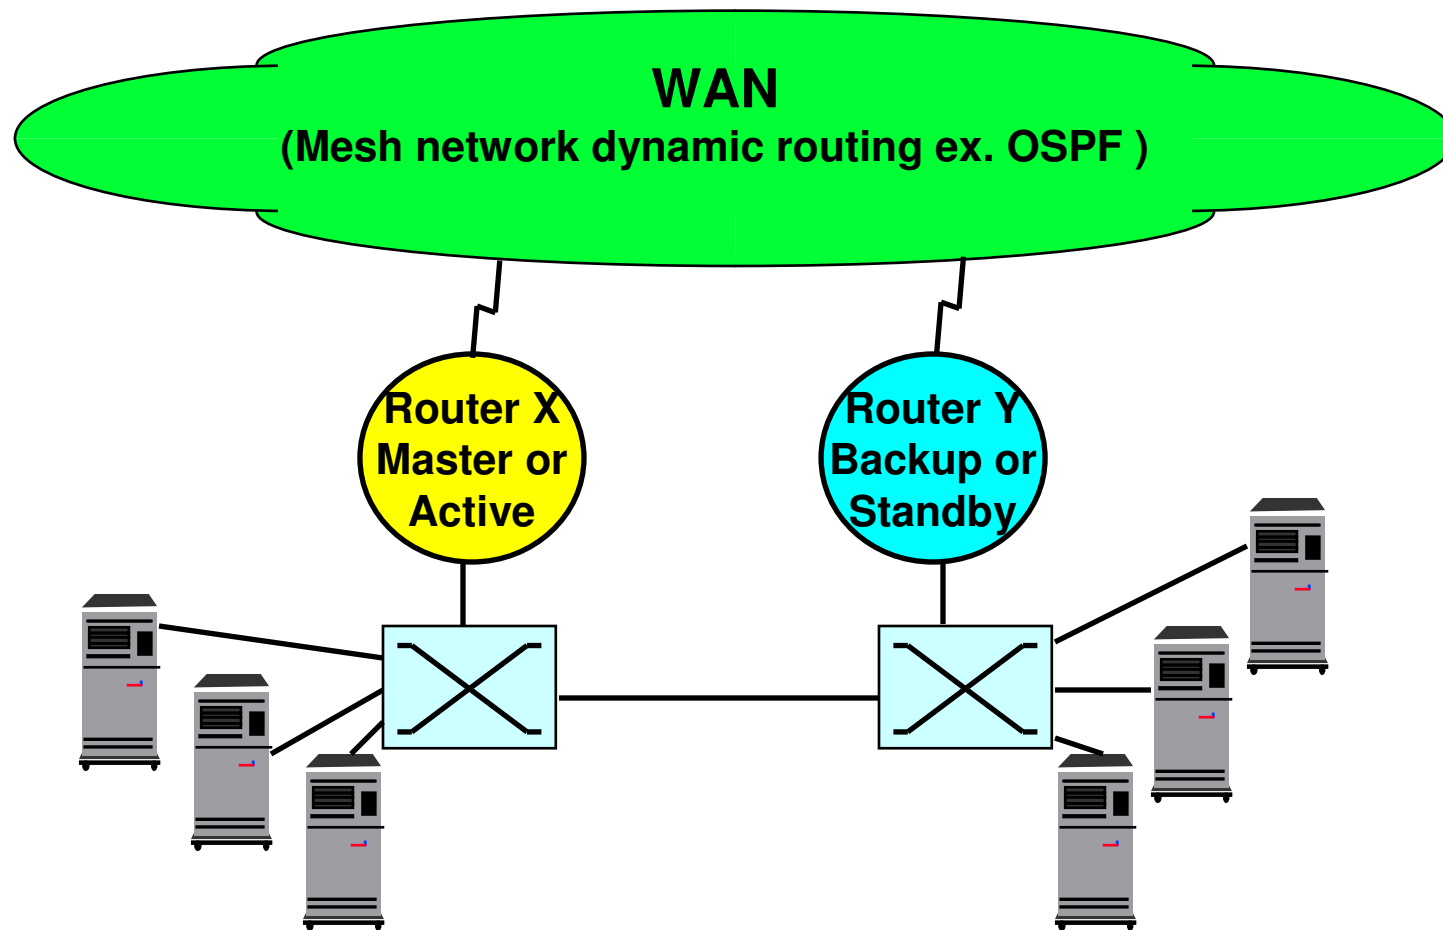 WAN
(Mesh network dynamic routing ex. OSPF )
Router X
Master or
Active
Router Y
Backup or
Standby